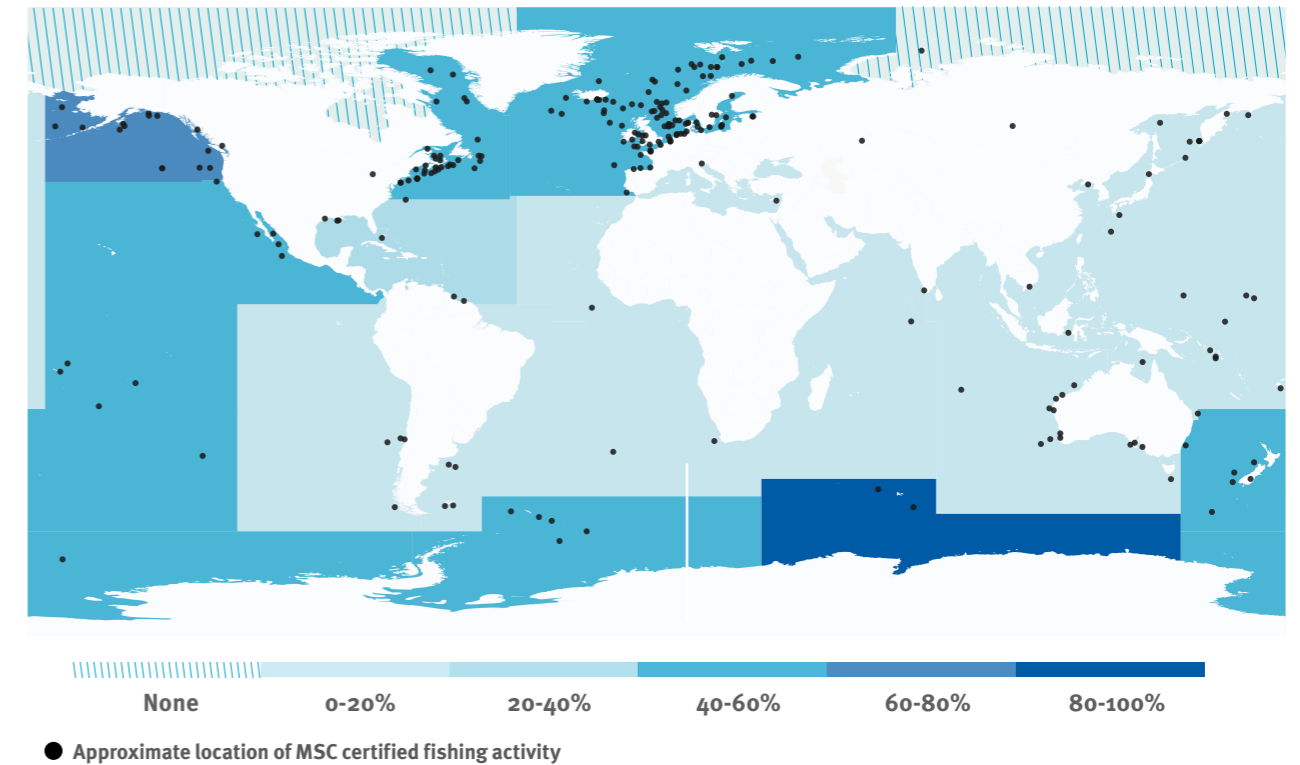 None 0-20% 20-40% 40-60% 60-80% 80-100%
Approximate location of MSC certified fishing activity